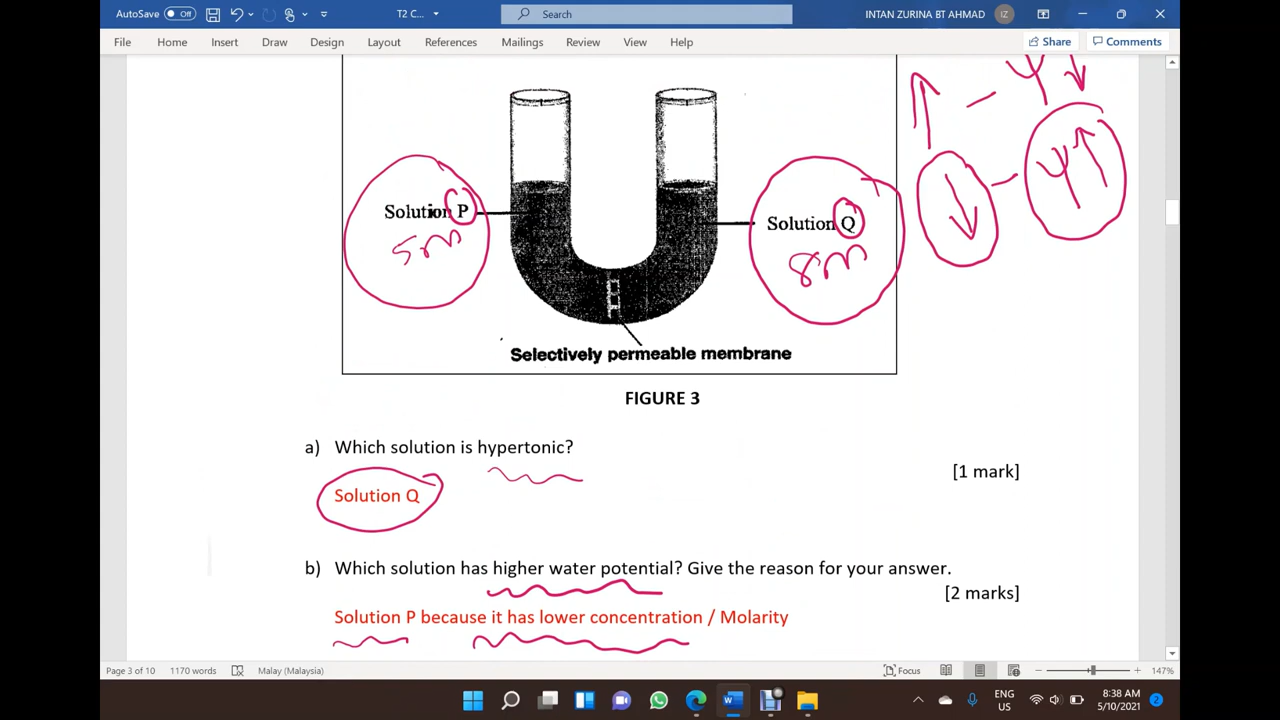 AutoSave Off T2 C... Search INTAN ZURINA BT AHMAD IZ
File Home Insert Draw Design Layout References Mailings Review View Help Share Comments
↑ – ψ↓
↓ – ψ↑
Solution P
5m
Solution Q
8m
Selectively permeable membrane
FIGURE 3
a) Which solution is hypertonic?
[1 mark]
Solution Q
b) Which solution has higher water potential? Give the reason for your answer.
[2 marks]
Solution P because it has lower concentration / Molarity
Page 3 of 10 1170 words Malay (Malaysia) Focus 147%
ENG
US
8:38 AM
5/10/2021
2